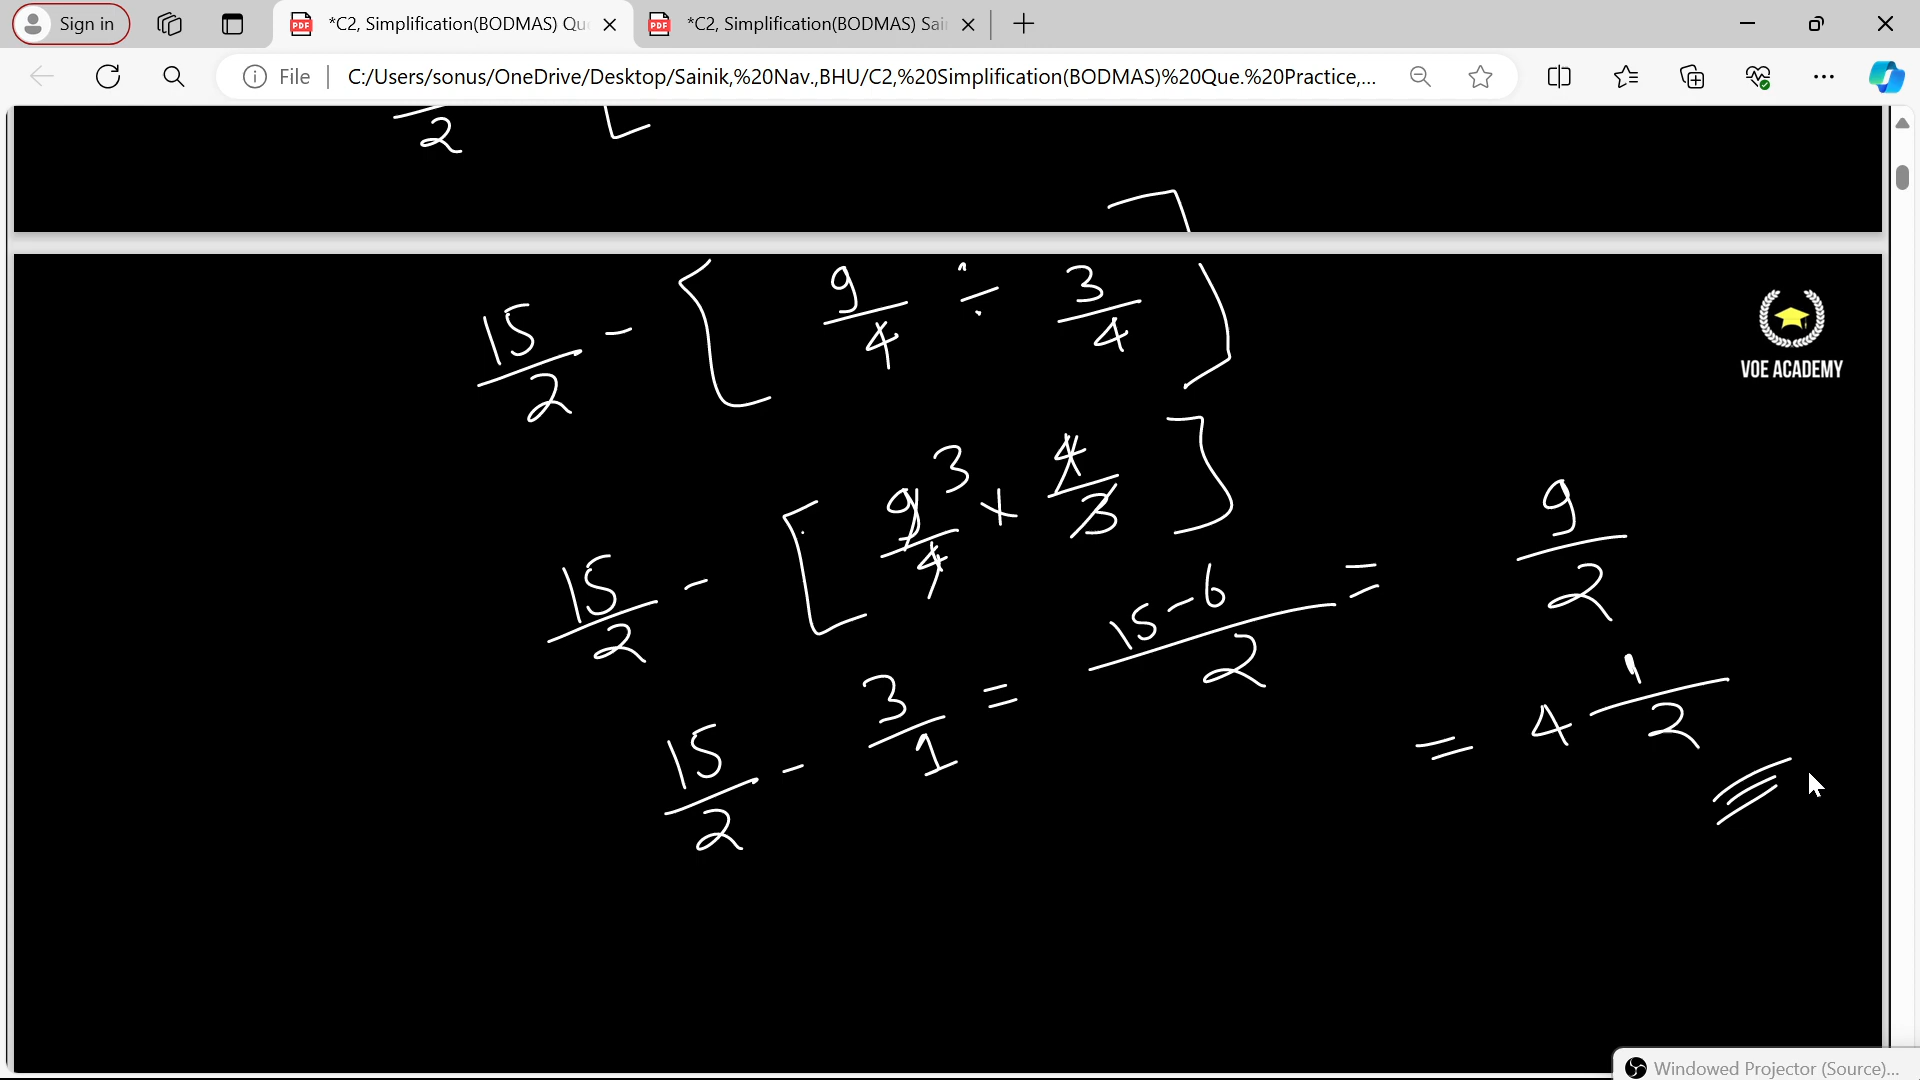 Sign in
*C2, Simplification(BODMAS) Qu
*C2, Simplification(BODMAS) Sai
File
C:/Users/sonus/OneDrive/Desktop/Sainik,%20Nav.,BHU/C2,%20Simplification(BODMAS)%20Que.%20Practice,...
2 [
]
15/2 - [ 9/4 ÷ 3/4 ]
VOE ACADEMY
15/2 - [ 9/4 3 × 4/3 ]
15/2 - 3/1 = 15-6/2 = 9/2
= 4 1/2
Windowed Projector (Source)...